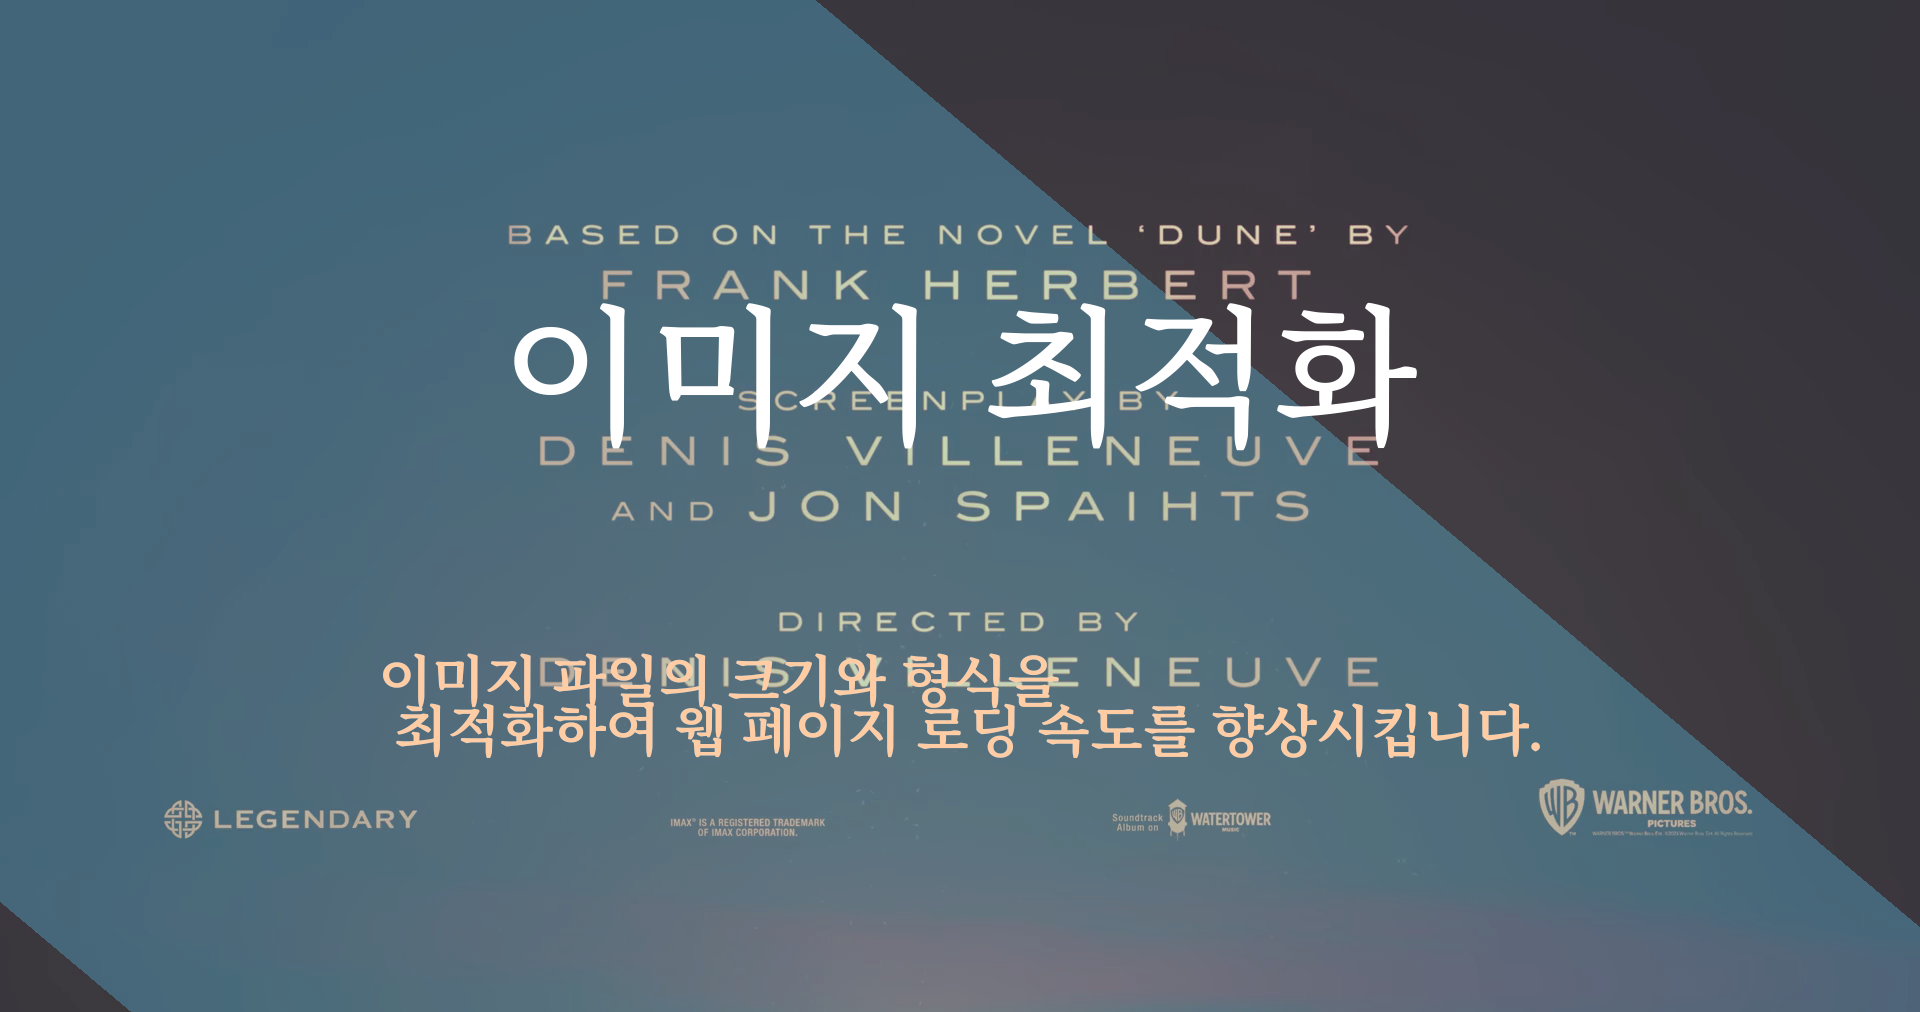 BASED ON THE NOVEL ‘DUNE’ BY
FRANK HERBERT
이미지 최적화
SCREENPLAY BY
DENIS VILLENEUVE
AND JON SPAIHTS
DIRECTED BY
DENIS VILLENEUVE
이미지 파일의 크기와 형식을
최적화하여 웹 페이지 로딩 속도를 향상시킵니다.
LEGENDARY
IMAX® IS A REGISTERED TRADEMARK
OF IMAX CORPORATION.
Soundtrack
Album on
WATERTOWER
MUSIC
WARNER BROS.
PICTURES